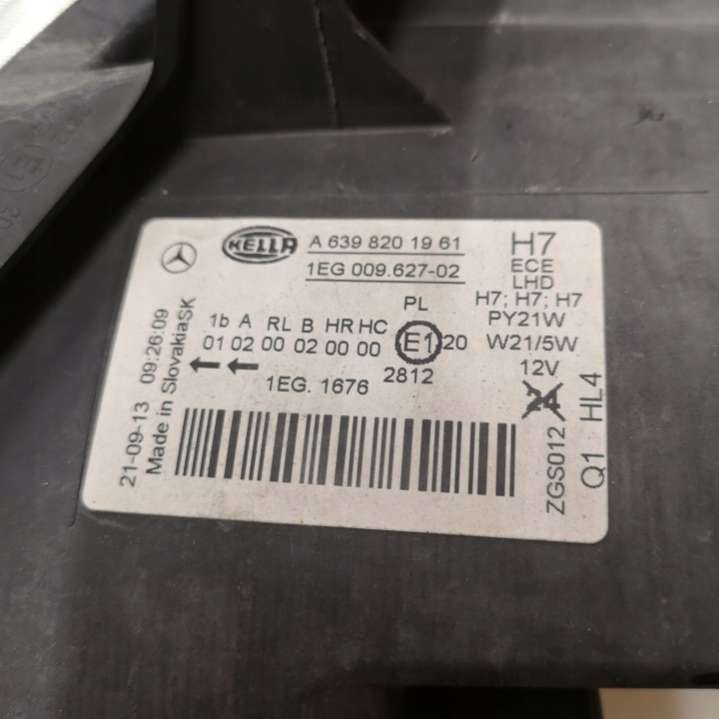 HELLA A 639 820 19 61
1EG 009.627-02
H7
ECE
LHD
H7; H7; H7
PY21W
W21/5W
12V
PL
1b A RL B HR HC
01 02 00 02 00 00
E1 20
2812
1EG. 1676
21-09-13 09:26:09
Made in SlovakiaSK
ZGS012
Q1 HL4
E1